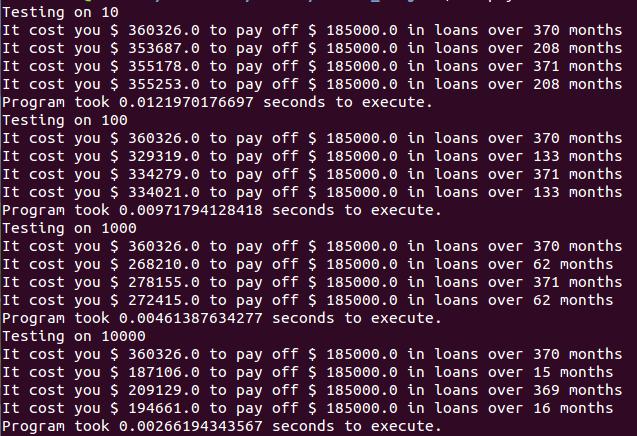 Testing on 10
It cost you $ 360326.0 to pay off $ 185000.0 in loans over 370 months
It cost you $ 353687.0 to pay off $ 185000.0 in loans over 208 months
It cost you $ 355178.0 to pay off $ 185000.0 in loans over 371 months
It cost you $ 355253.0 to pay off $ 185000.0 in loans over 208 months
Program took 0.0121970176697 seconds to execute.
Testing on 100
It cost you $ 360326.0 to pay off $ 185000.0 in loans over 370 months
It cost you $ 329319.0 to pay off $ 185000.0 in loans over 133 months
It cost you $ 334279.0 to pay off $ 185000.0 in loans over 371 months
It cost you $ 334021.0 to pay off $ 185000.0 in loans over 133 months
Program took 0.00971794128418 seconds to execute.
Testing on 1000
It cost you $ 360326.0 to pay off $ 185000.0 in loans over 370 months
It cost you $ 268210.0 to pay off $ 185000.0 in loans over 62 months
It cost you $ 278155.0 to pay off $ 185000.0 in loans over 371 months
It cost you $ 272415.0 to pay off $ 185000.0 in loans over 62 months
Program took 0.00461387634277 seconds to execute.
Testing on 10000
It cost you $ 360326.0 to pay off $ 185000.0 in loans over 370 months
It cost you $ 187106.0 to pay off $ 185000.0 in loans over 15 months
It cost you $ 209129.0 to pay off $ 185000.0 in loans over 369 months
It cost you $ 194661.0 to pay off $ 185000.0 in loans over 16 months
Program took 0.00266194343567 seconds to execute.